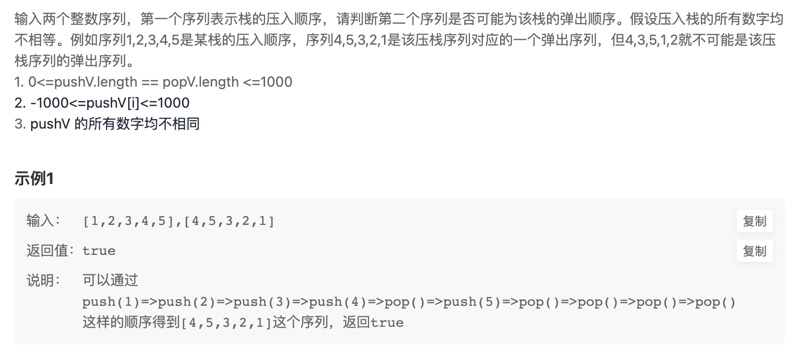 输入两个整数序列，第一个序列表示栈的压入顺序，请判断第二个序列是否可能为该栈的弹出顺序。假设压入栈的所有数字均
不相等。例如序列1,2,3,4,5是某栈的压入顺序，序列4,5,3,2,1是该压栈序列对应的一个弹出序列，但4,3,5,1,2就不可能是该压
栈序列的弹出序列。
1. 0<=pushV.length == popV.length <=1000
2. -1000<=pushV[i]<=1000
3. pushV 的所有数字均不相同
示例1
输入： [1,2,3,4,5],[4,5,3,2,1] 复制
返回值：true 复制
说明： 可以通过
push(1)=>push(2)=>push(3)=>push(4)=>pop()=>push(5)=>pop()=>pop()=>pop()=>pop()
这样的顺序得到[4,5,3,2,1]这个序列，返回true